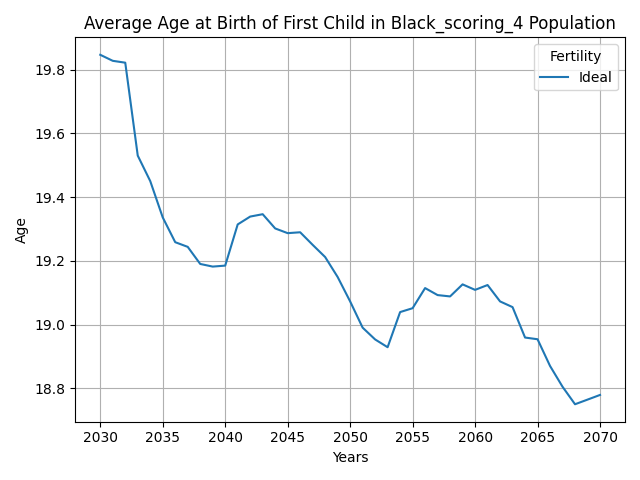 Average Age at Birth of First Child in Black_scoring_4 Population
Fertility
Ideal
19.8
19.6
19.4
19.2
19.0
18.8
Age
2030 2035 2040 2045 2050 2055 2060 2065 2070
Years